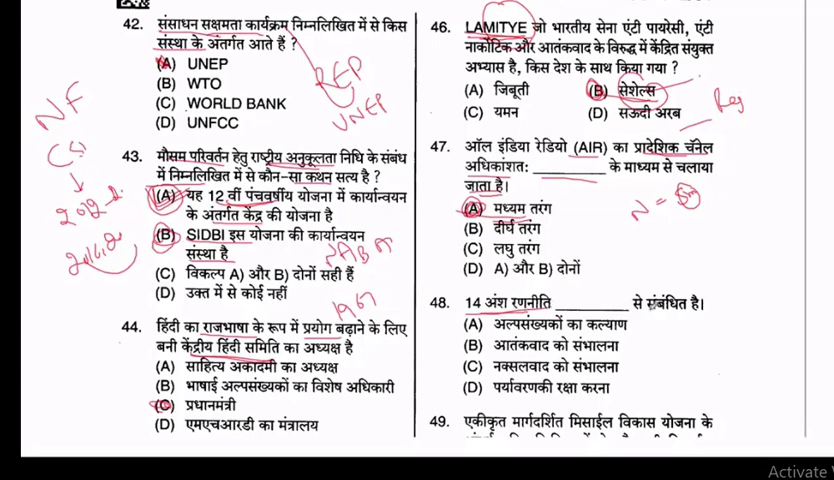 42. संसाधन सक्षमता कार्यक्रम निम्नलिखित में से किस
संस्था के अंतर्गत आते हैं ?
(A) UNEP
(B) WTO
(C) WORLD BANK
(D) UNFCC
REP
UNEP
NF
43. मौसम परिवर्तन हेतु राष्ट्रीय अनुकूलता निधि के संबंध
में निम्नलिखित में से कौन-सा कथन सत्य है ?
(A) यह 12 वीं पंचवर्षीय योजना में कार्यान्वयन
के अंतर्गत केंद्र की योजना है
(B) SIDBI इस योजना की कार्यान्वयन
संस्था है
(C) विकल्प A) और B) दोनों सही हैं
(D) उक्त में से कोई नहीं
1967
44. हिंदी का राजभाषा के रूप में प्रयोग बढ़ाने के लिए
बनी केंद्रीय हिंदी समिति का अध्यक्ष है
(A) साहित्य अकादमी का अध्यक्ष
(B) भाषाई अल्पसंख्यकों का विशेष अधिकारी
(C) प्रधानमंत्री
(D) एमएचआरडी का मंत्रालय
46. LAMITYE जो भारतीय सेना एंटी पायरेसी, एंटी
नार्कोटिक और आतंकवाद के विरुद्ध में केंद्रित संयुक्त
अभ्यास है, किस देश के साथ किया गया ?
(A) जिबूती (B) सेशेल्स
(C) यमन (D) सऊदी अरब
Reg
47. ऑल इंडिया रेडियो (AIR) का प्रादेशिक चॅनेल
अधिकांशत: __________ के माध्यम से चलाया
जाता है।
(A) मध्यम तरंग
(B) दीर्घ तरंग
(C) लघु तरंग
(D) A) और B) दोनों
48. 14 अंश रणनीति __________ से संबंधित है।
(A) अल्पसंख्यकों का कल्याण
(B) आतंकवाद को संभालना
(C) नक्सलवाद को संभालना
(D) पर्यावरणकी रक्षा करना
49. एकीकृत मार्गदर्शित मिसाईल विकास योजना के
Activate